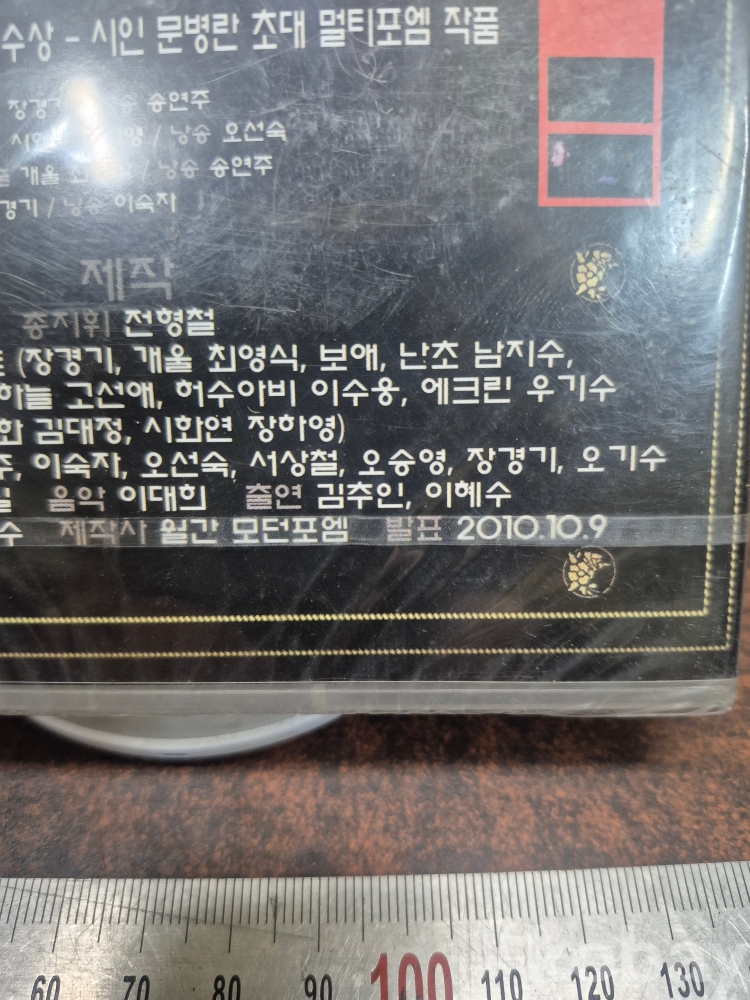 수상 - 시인 문병란 초대 멀티포엠 작품
송연주
/ 낭송 오선숙
개울 / 낭송 송연주
경기 / 낭송 이숙자
제작
총지휘 전형철
(장경기, 개울 최영식, 보애, 난초 남지수,
하늘 고선애, 허수아비 이수용, 에크린 우기수
화 김대정, 시화연 장하영)
주, 이숙자, 오선숙, 서상철, 오승영, 장경기, 오기수
음악 이대희 출연 김추인, 이혜수
수 제작사 월간 모던포엠 발표 2010.10.9
60 70 80 90 100 110 120 130